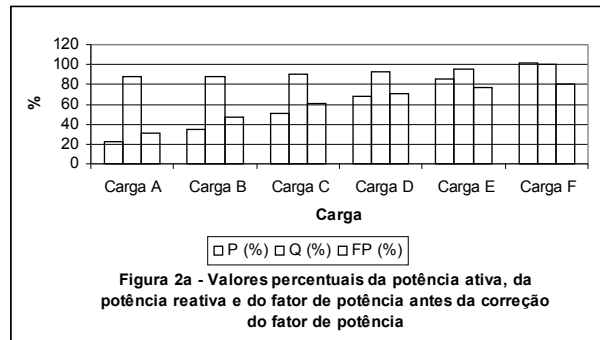 120
100
80
60
40
20
0
%
Carga A Carga B Carga C Carga D Carga E Carga F
Carga
P (%) Q (%) FP (%)
Figura 2a - Valores percentuais da potência ativa, da
potência reativa e do fator de potência antes da correção
do fator de potência